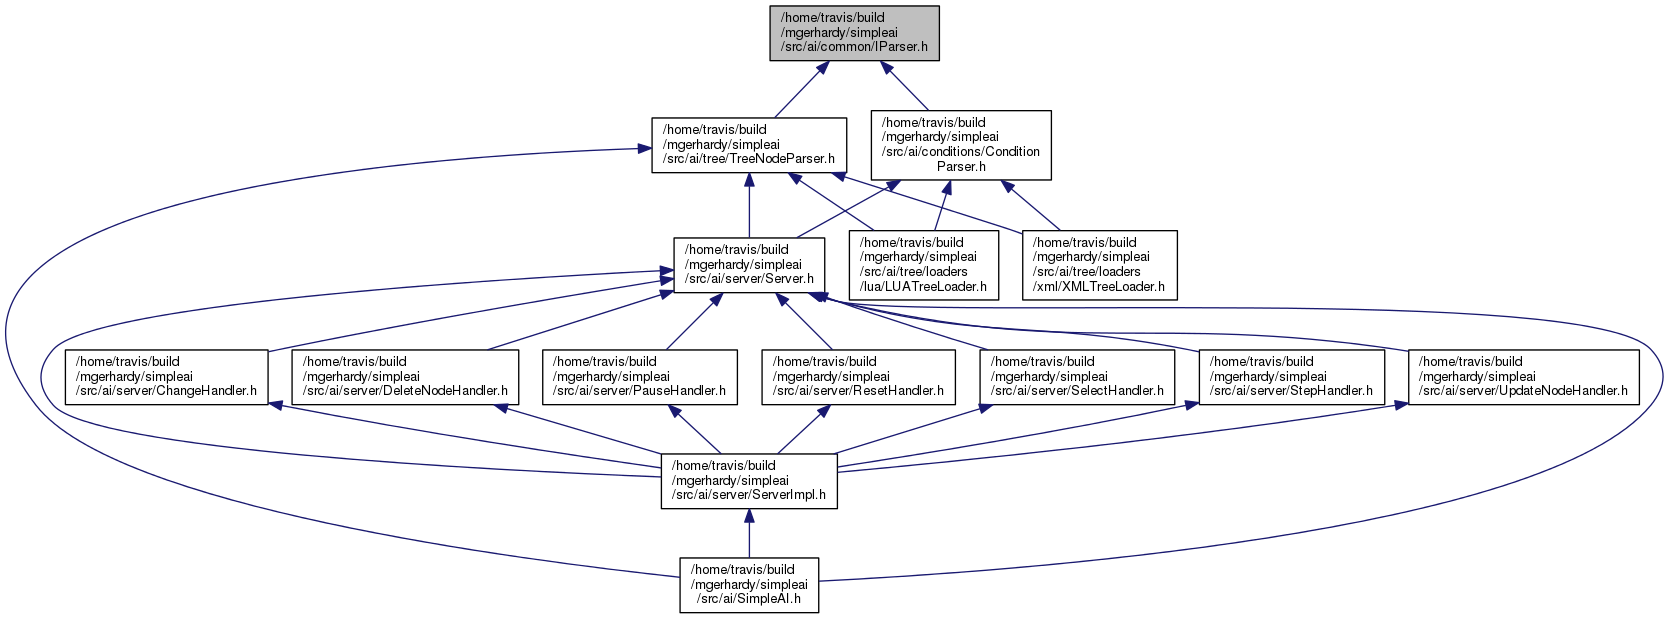 /home/travis/build
/mgerhardy/simpleai
/src/ai/common/IParser.h
/home/travis/build
/mgerhardy/simpleai
/src/ai/tree/TreeNodeParser.h
/home/travis/build
/mgerhardy/simpleai
/src/ai/conditions/Condition
Parser.h
/home/travis/build
/mgerhardy/simpleai
/src/ai/server/Server.h
/home/travis/build
/mgerhardy/simpleai
/src/ai/tree/loaders
/lua/LUATreeLoader.h
/home/travis/build
/mgerhardy/simpleai
/src/ai/tree/loaders
/xml/XMLTreeLoader.h
/home/travis/build
/mgerhardy/simpleai
/src/ai/server/ChangeHandler.h
/home/travis/build
/mgerhardy/simpleai
/src/ai/server/DeleteNodeHandler.h
/home/travis/build
/mgerhardy/simpleai
/src/ai/server/PauseHandler.h
/home/travis/build
/mgerhardy/simpleai
/src/ai/server/ResetHandler.h
/home/travis/build
/mgerhardy/simpleai
/src/ai/server/SelectHandler.h
/home/travis/build
/mgerhardy/simpleai
/src/ai/server/StepHandler.h
/home/travis/build
/mgerhardy/simpleai
/src/ai/server/UpdateNodeHandler.h
/home/travis/build
/mgerhardy/simpleai
/src/ai/server/ServerImpl.h
/home/travis/build
/mgerhardy/simpleai
/src/ai/SimpleAI.h